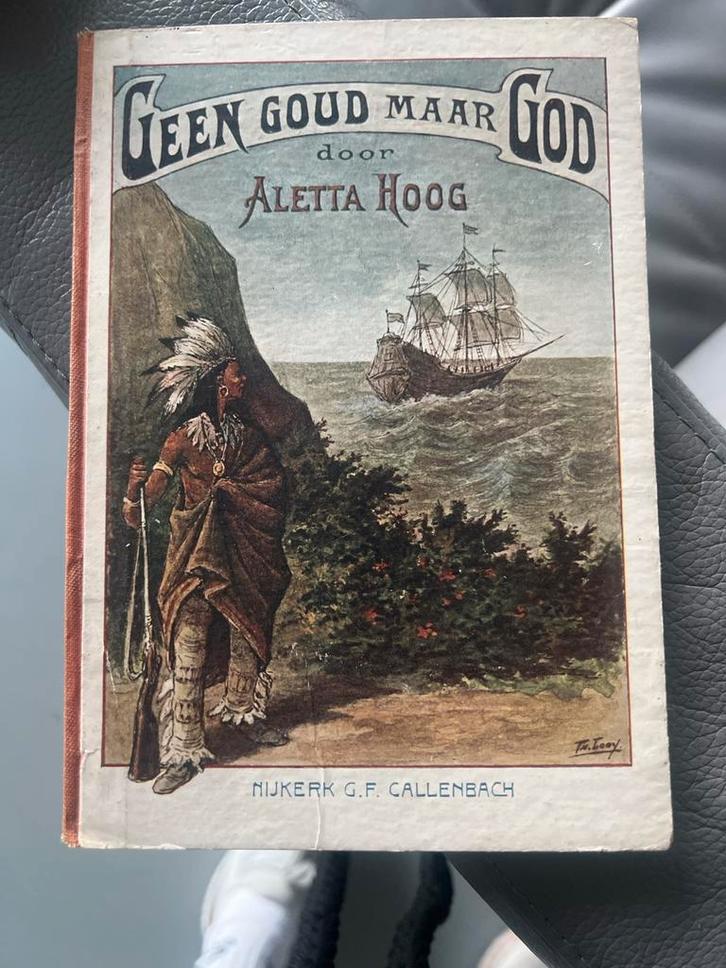 GEEN GOUD MAAR GOD
door
ALETTA HOOG
NIJKERK G.F. CALLENBACH